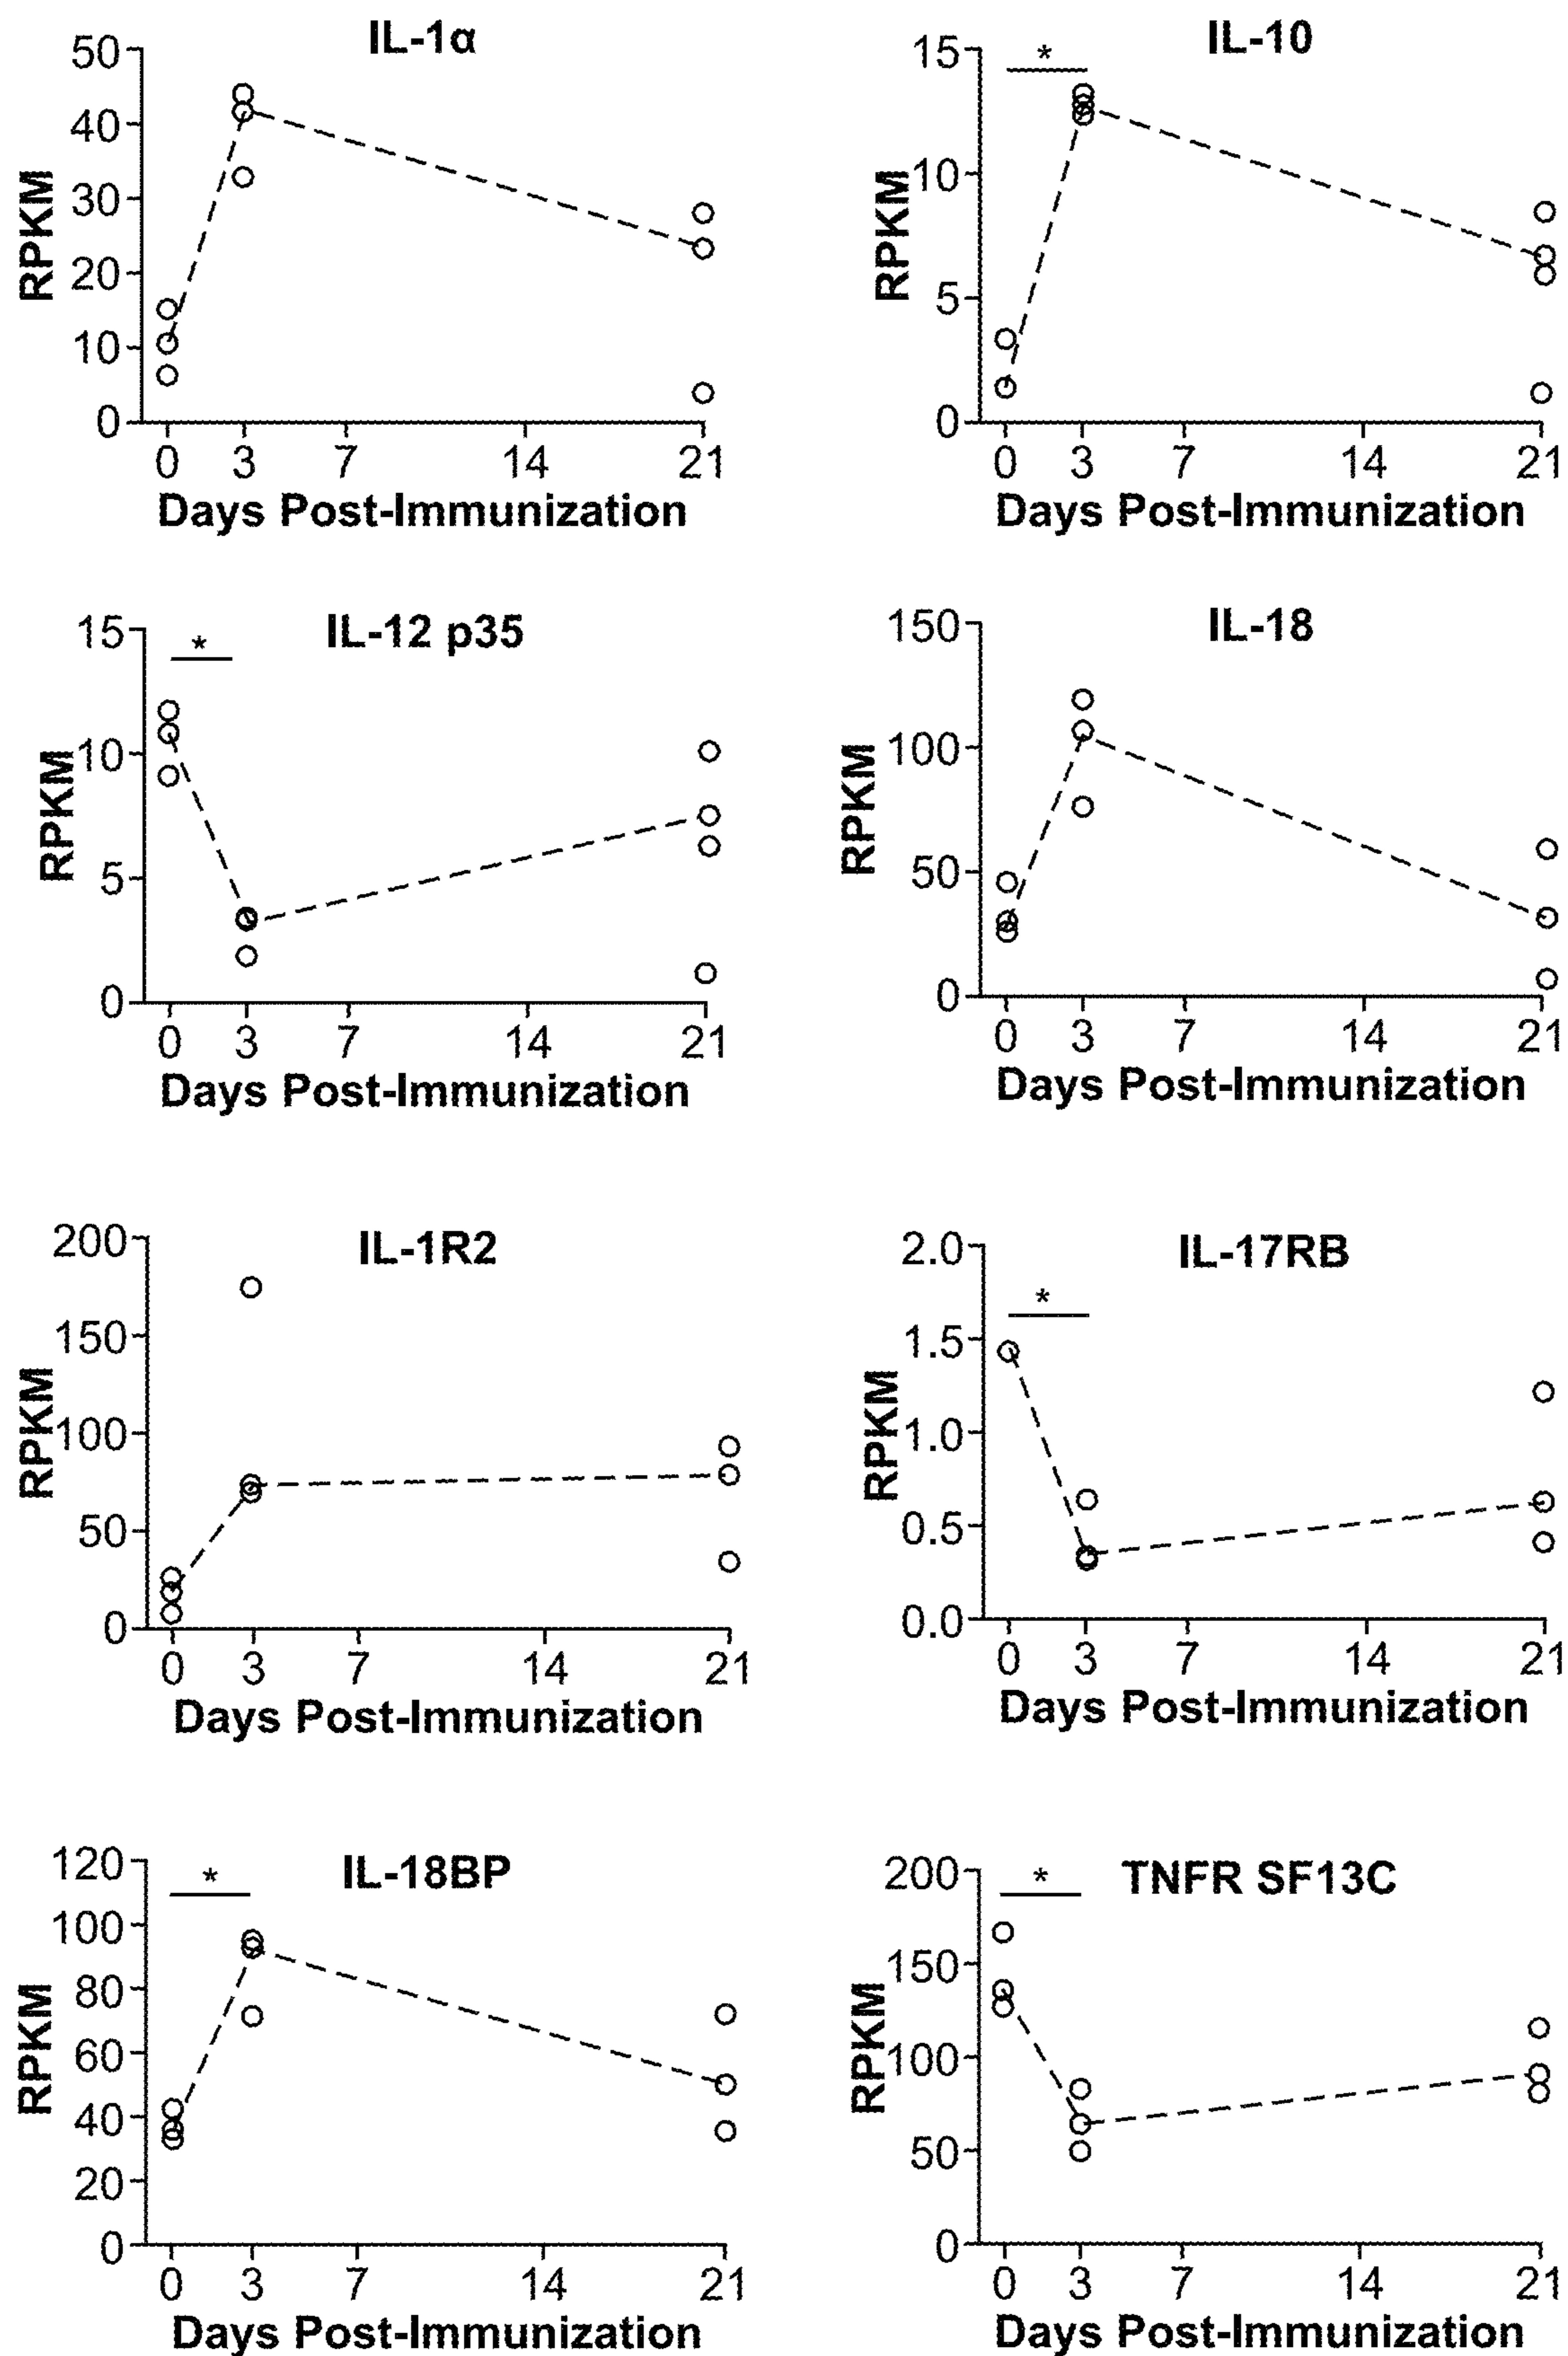 IL-1α
50
40
30
20
10
0
RPKM
0 3 7 14 21
Days Post-Immunization
IL-10
*
15
10
5
0
RPKM
0 3 7 14 21
Days Post-Immunization
IL-12 p35
*
15
10
5
0
RPKM
0 3 7 14 21
Days Post-Immunization
IL-18
150
100
50
0
RPKM
0 3 7 14 21
Days Post-Immunization
IL-1R2
200
150
100
50
0
RPKM
0 3 7 14 21
Days Post-Immunization
IL-17RB
*
2.0
1.5
1.0
0.5
0.0
RPKM
0 3 7 14 21
Days Post-Immunization
IL-18BP
*
120
100
80
60
40
20
0
RPKM
0 3 7 14 21
Days Post-Immunization
TNFR SF13C
*
200
150
100
50
0
RPKM
0 3 7 14 21
Days Post-Immunization